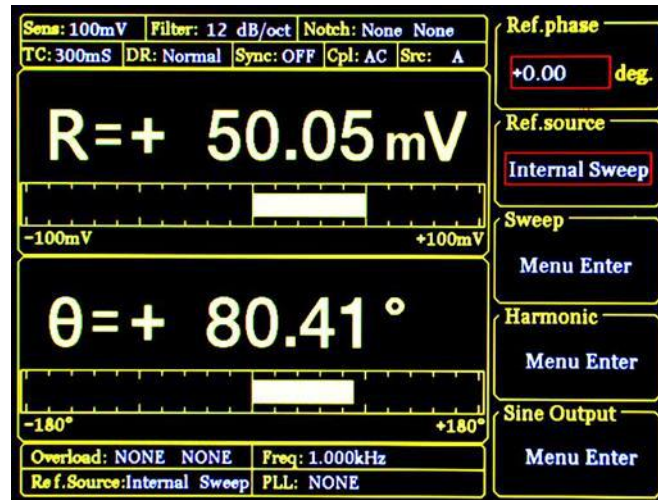 Sens: 100mV Filter: 12 dB/oct Notch: None None
TC: 300mS DR: Normal Sync: OFF Cpl: AC Src: A
R=+ 50.05 mV
-100mV +100mV
θ=+ 80.41 °
-180° +180°
Overload: NONE NONE Freq: 1.000kHz
Ref.Source:Internal Sweep PLL: NONE
Ref.phase
+0.00 deg.
Ref.source
Internal Sweep
Sweep
Menu Enter
Harmonic
Menu Enter
Sine Output
Menu Enter